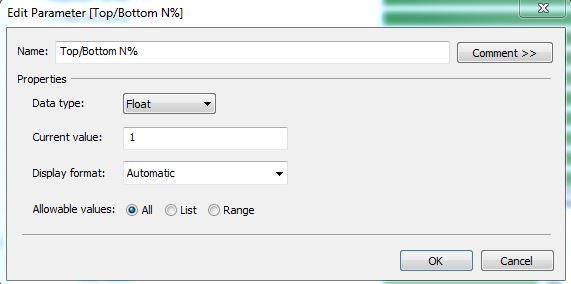 Edit Parameter [Top/Bottom N%]
Name: Top/Bottom N% Comment >>
Properties
Data type: Float
Current value: 1
Display format: Automatic
Allowable values: All List Range
OK Cancel